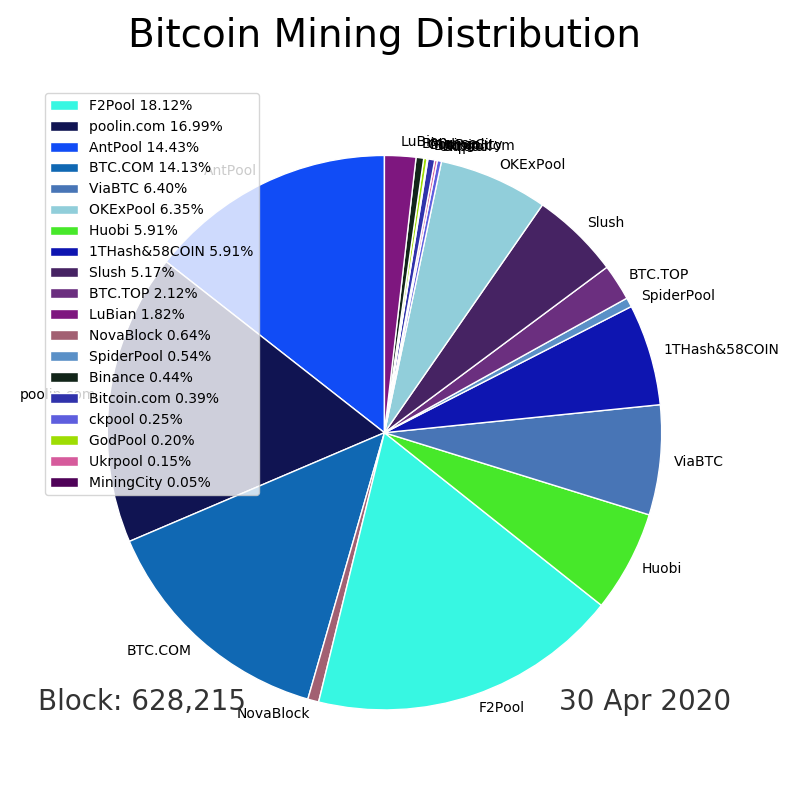 Bitcoin Mining Distribution
F2Pool 18.12%
poolin.com 16.99%
AntPool 14.43%
BTC.COM 14.13%
ViaBTC 6.40%
OKExPool 6.35%
Huobi 5.91%
1THash&58COIN 5.91%
Slush 5.17%
BTC.TOP 2.12%
LuBian 1.82%
NovaBlock 0.64%
SpiderPool 0.54%
Binance 0.44%
Bitcoin.com 0.39%
ckpool 0.25%
GodPool 0.20%
Ukrpool 0.15%
MiningCity 0.05%
AntPool
LuBian
OKExPool
Slush
BTC.TOP
SpiderPool
1THash&58COIN
poolin.com
ViaBTC
Huobi
BTC.COM
F2Pool
NovaBlock
Block: 628,215
30 Apr 2020